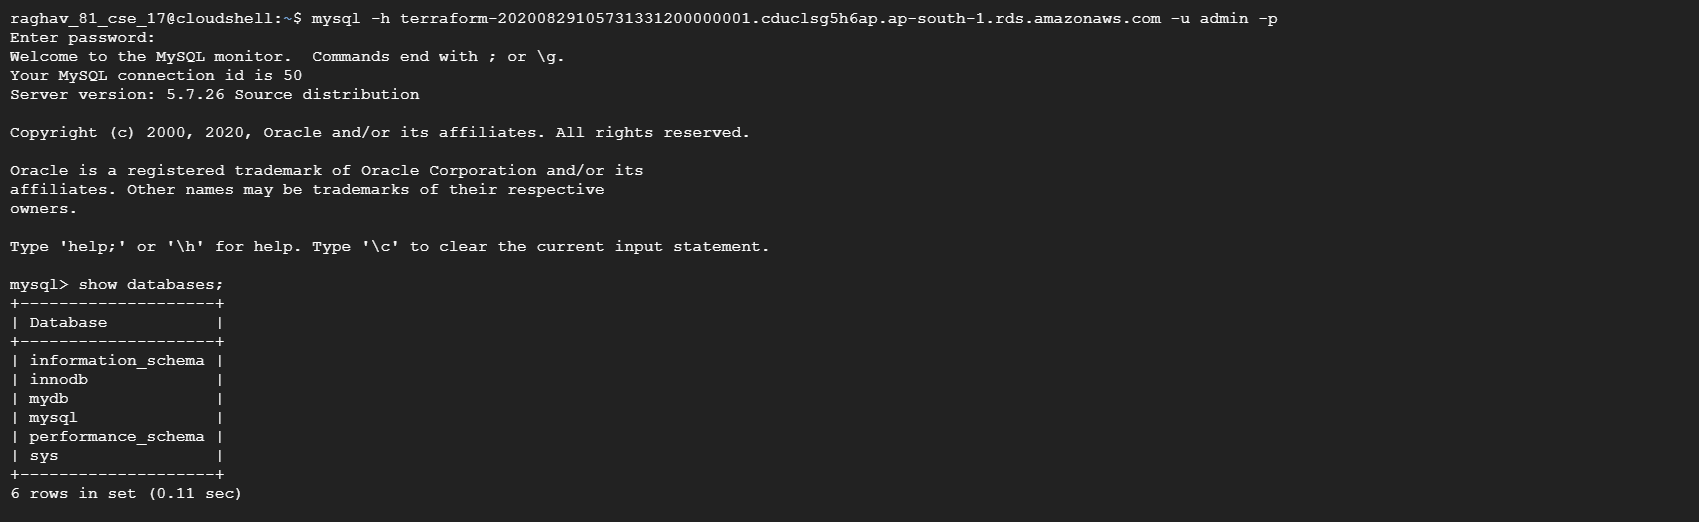 raghav_81_cse_17@cloudshell:~$ mysql -h terraform-20200829105731331200000001.cduclsg5h6ap.ap-south-1.rds.amazonaws.com -u admin -p
Enter password:
Welcome to the MySQL monitor.  Commands end with ; or \g.
Your MySQL connection id is 50
Server version: 5.7.26 Source distribution

Copyright (c) 2000, 2020, Oracle and/or its affiliates. All rights reserved.

Oracle is a registered trademark of Oracle Corporation and/or its
affiliates. Other names may be trademarks of their respective
owners.

Type 'help;' or '\h' for help. Type '\c' to clear the current input statement.

mysql> show databases;
+--------------------+
| Database           |
+--------------------+
| information_schema |
| innodb             |
| mydb               |
| mysql              |
| performance_schema |
| sys                |
+--------------------+
6 rows in set (0.11 sec)